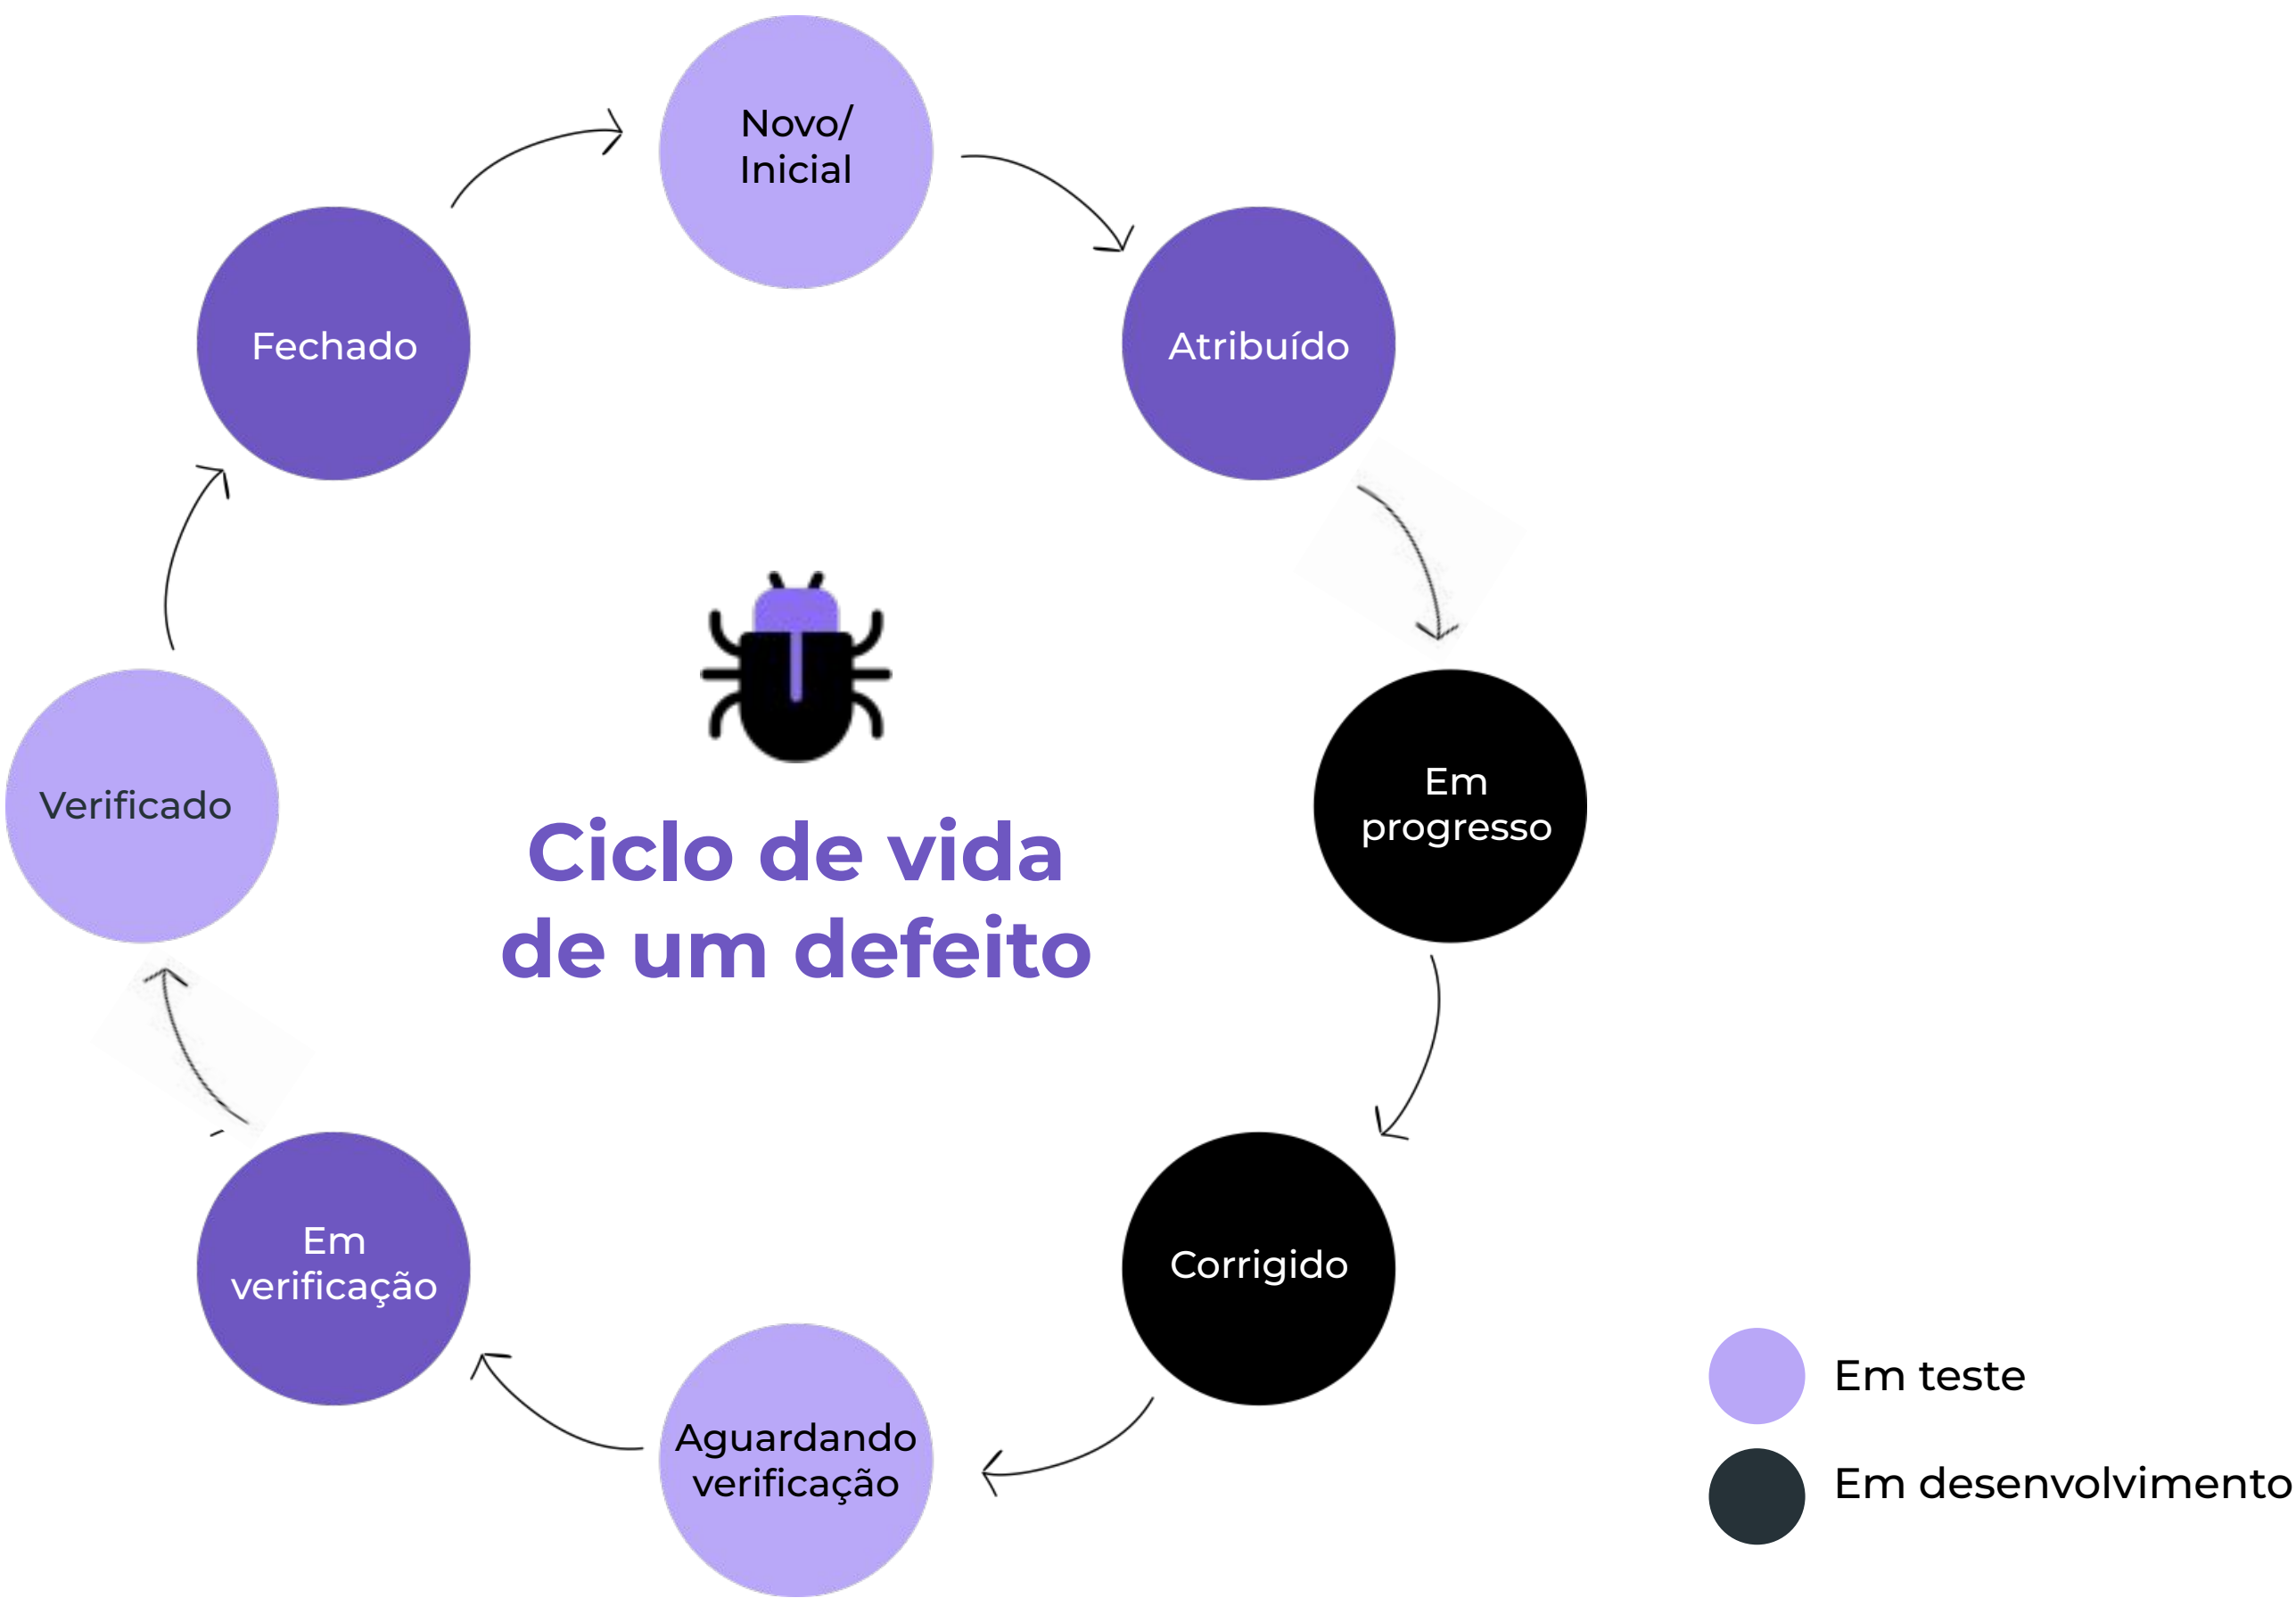 Novo/
Inicial
Fechado
Atribuído
Em
progresso
Verificado
Ciclo de vida
de um defeito
Em
verificação
Corrigido
Aguardando
verificação
Em teste
Em desenvolvimento